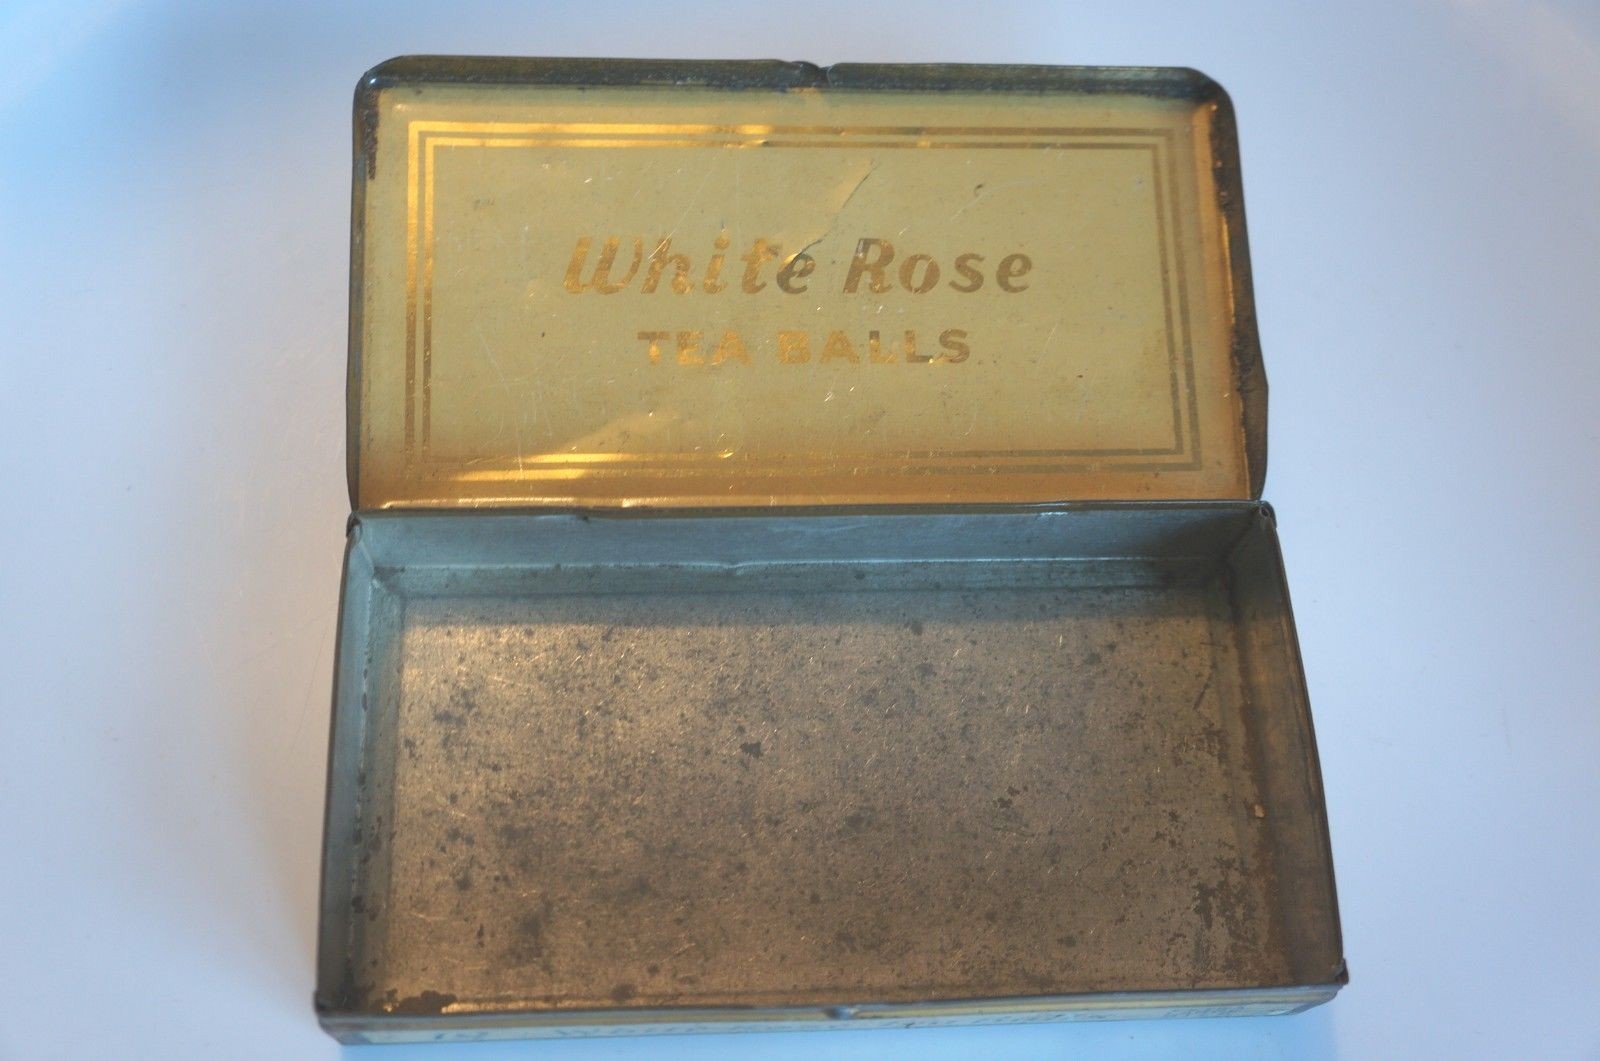 White Rose
TEA BALLS